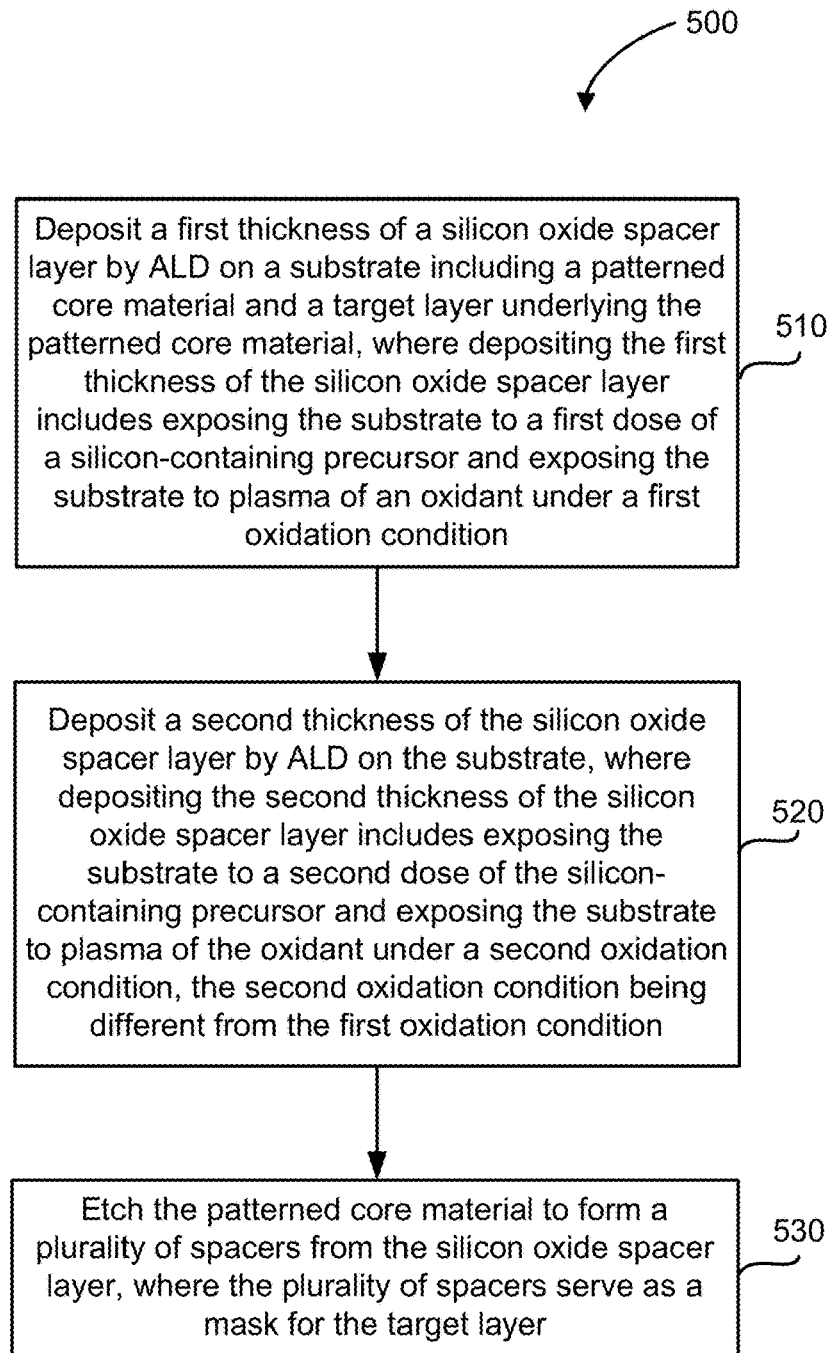 500
Deposit a first thickness of a silicon oxide spacer
layer by ALD on a substrate including a patterned
core material and a target layer underlying the
patterned core material, where depositing the first
thickness of the silicon oxide spacer layer
includes exposing the substrate to a first dose of
a silicon-containing precursor and exposing the
substrate to plasma of an oxidant under a first
oxidation condition
510
Deposit a second thickness of the silicon oxide
spacer layer by ALD on the substrate, where
depositing the second thickness of the silicon
oxide spacer layer includes exposing the
substrate to a second dose of the silicon-
containing precursor and exposing the substrate
to plasma of the oxidant under a second oxidation
condition, the second oxidation condition being
different from the first oxidation condition
520
Etch the patterned core material to form a
plurality of spacers from the silicon oxide spacer
layer, where the plurality of spacers serve as a
mask for the target layer
530